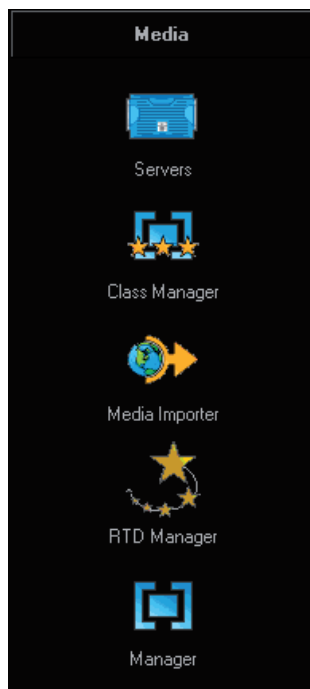 Media
Servers
Class Manager
Media Importer
RTD Manager
Manager